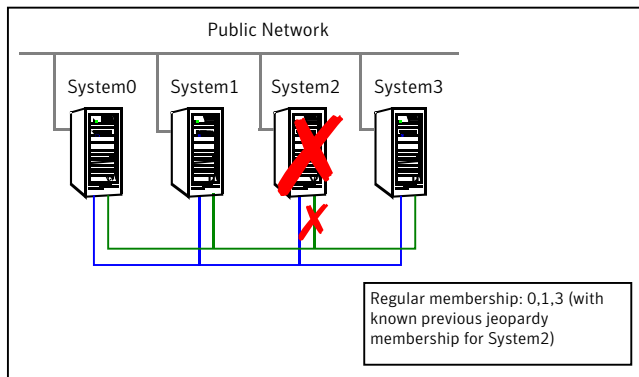 Public Network
System0 System1 System2 System3
Regular membership: 0,1,3 (with
known previous jeopardy
membership for System2)